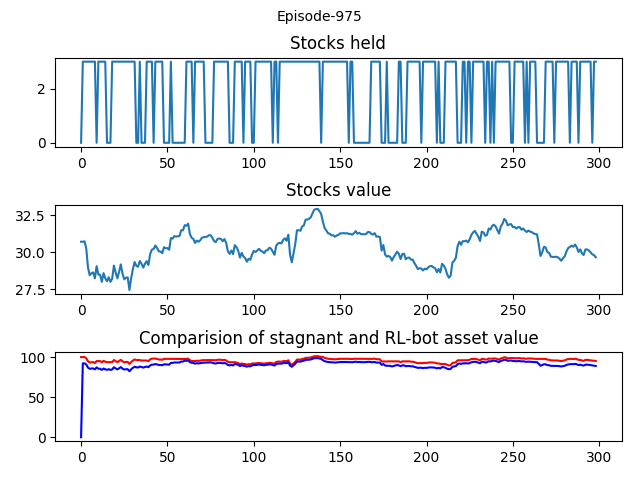 Episode-975
Stocks held
2
0
0 50 100 150 200 250 300
Stocks value
32.5
30.0
27.5
0 50 100 150 200 250 300
Comparision of stagnant and RL-bot asset value
100
50
0
0 50 100 150 200 250 300